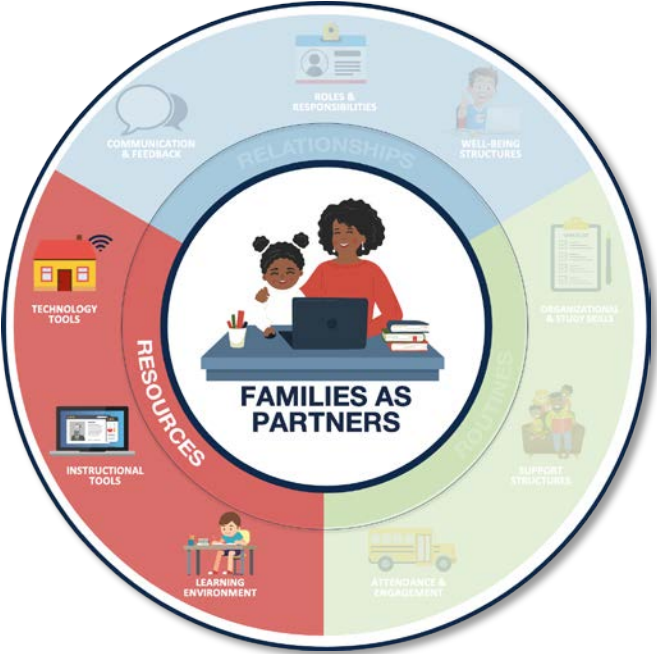 ROLES &
RESPONSIBILITIES
COMMUNICATION
& FEEDBACK
WELL-BEING
STRUCTURES
RELATIONSHIPS
TECHNOLOGY
TOOLS
ORGANIZATIONAL
& STUDY SKILLS
RESOURCES
FAMILIES AS
PARTNERS
ROUTINES
INSTRUCTIONAL
TOOLS
SUPPORT
STRUCTURES
LEARNING
ENVIRONMENT
ATTENDANCE &
ENGAGEMENT